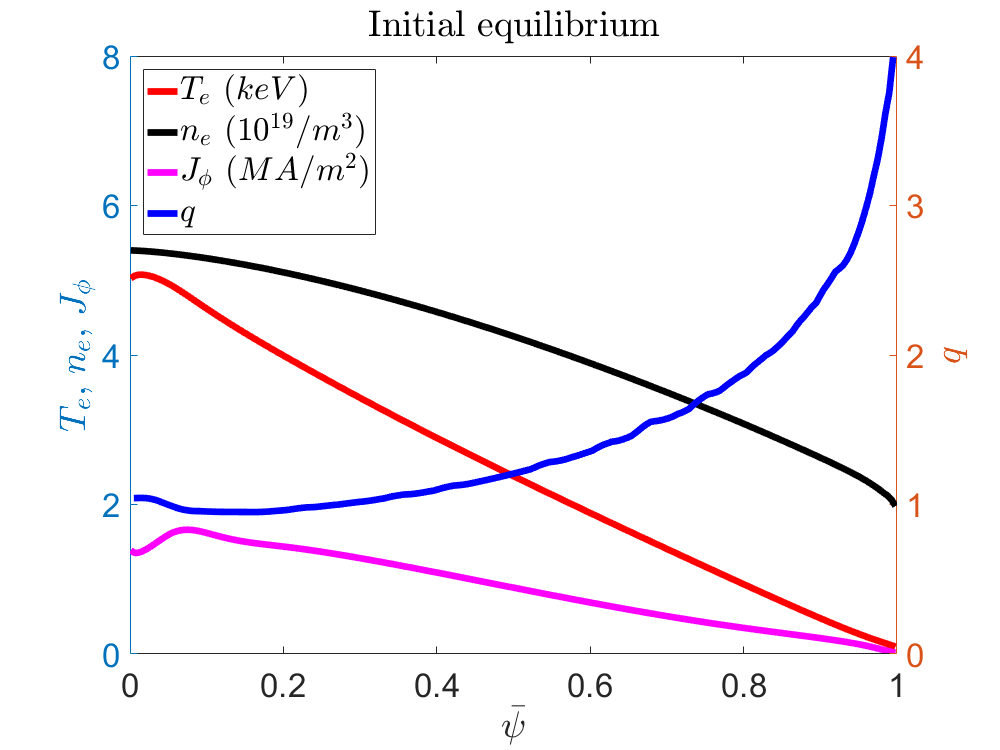 Initial equilibrium
T_e (keV)
n_e (10^{19}/m^3)
J_ϕ (MA/m^2)
q
T_e, n_e, J_ϕ
8
6
4
2
0
4
3
2
1
0
q
0
0.2
0.4
0.6
0.8
1
ψ̄